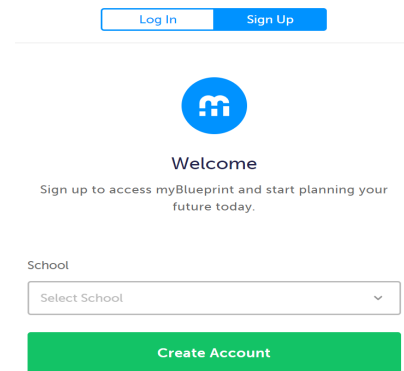 Log In Sign Up
Welcome
Sign up to access myBlueprint and start planning your
future today.
School
Select School
Create Account